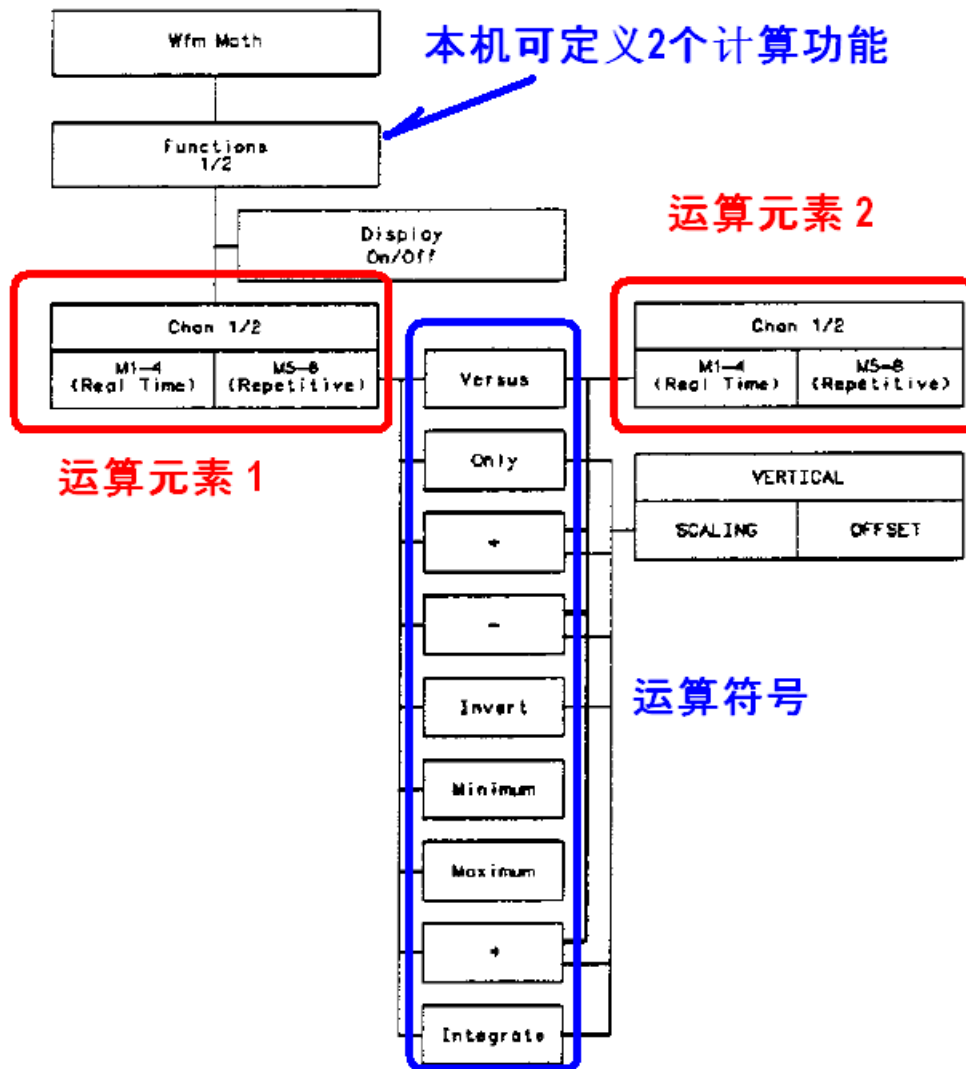 Wfm Math
本机可定义2个计算功能
Functions
1/2
Display
On/Off
运算元素 2
Chan 1/2
M1-4
(Real Time)
M5-8
(Repetitive)
Versus
Chan 1/2
M1-4
(Real Time)
M5-8
(Repetitive)
运算元素 1
Only
VERTICAL
SCALING
OFFSET
+
-
运算符号
Invert
Minimum
Maximum
Integrate